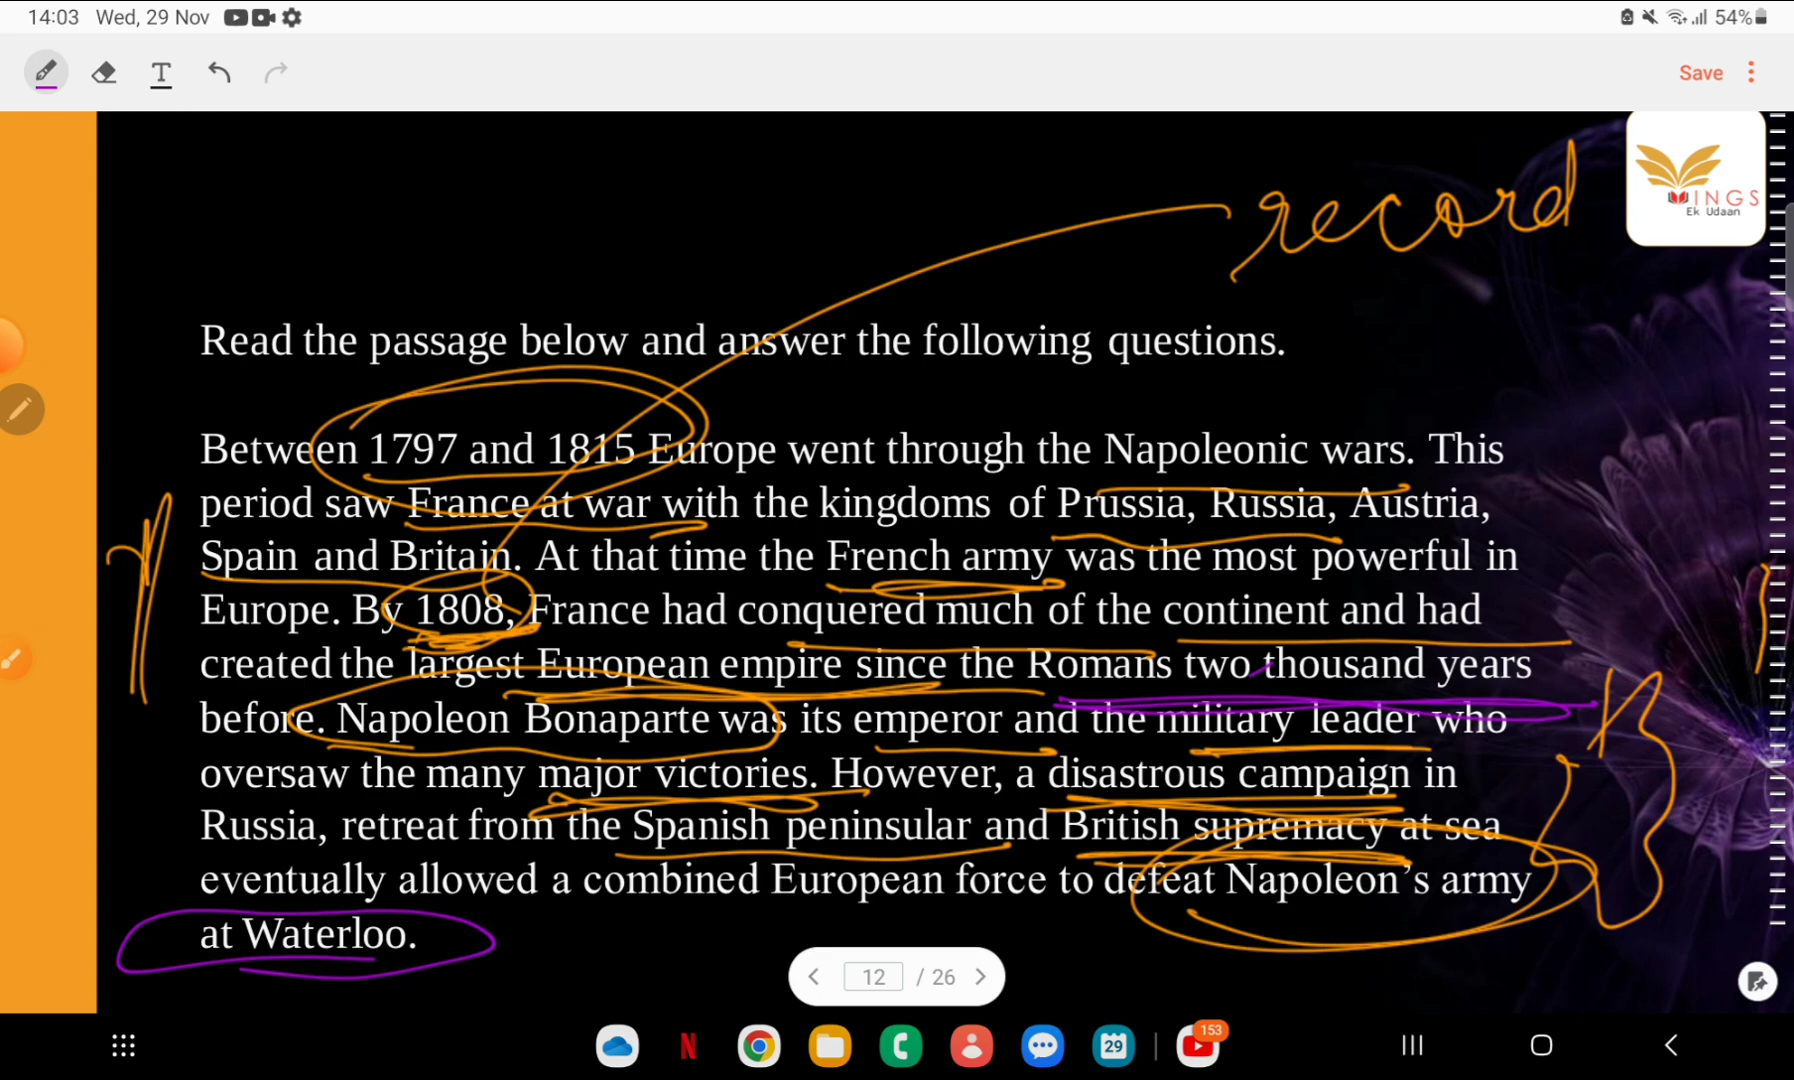 14:03 Wed, 29 Nov 54%
T Save
record
WINGS
Ek Udaan
Read the passage below and answer the following questions.
Between 1797 and 1815 Europe went through the Napoleonic wars. This
period saw France at war with the kingdoms of Prussia, Russia, Austria,
Spain and Britain. At that time the French army was the most powerful in
Europe. By 1808, France had conquered much of the continent and had
created the largest European empire since the Romans two thousand years
before. Napoleon Bonaparte was its emperor and the military leader who
oversaw the many major victories. However, a disastrous campaign in
Russia, retreat from the Spanish peninsular and British supremacy at sea
eventually allowed a combined European force to defeat Napoleon's army
at Waterloo.
12 / 26
N 29 153